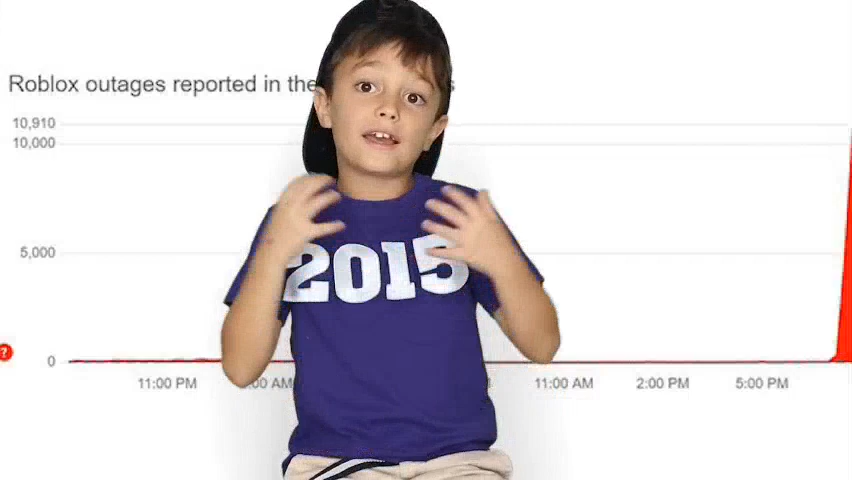 Roblox outages reported in the
10,910
10,000
5,000
0
?
11:00 PM
11:00 AM
2:00 PM
5:00 PM
2015